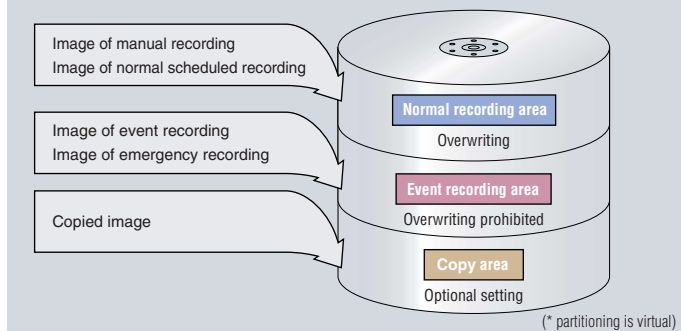 Image of manual recording
Image of normal scheduled recording
Normal recording area
Overwriting
Image of event recording
Image of emergency recording
Event recording area
Overwriting prohibited
Copied image
Copy area
Optional setting
(* partitioning is virtual)